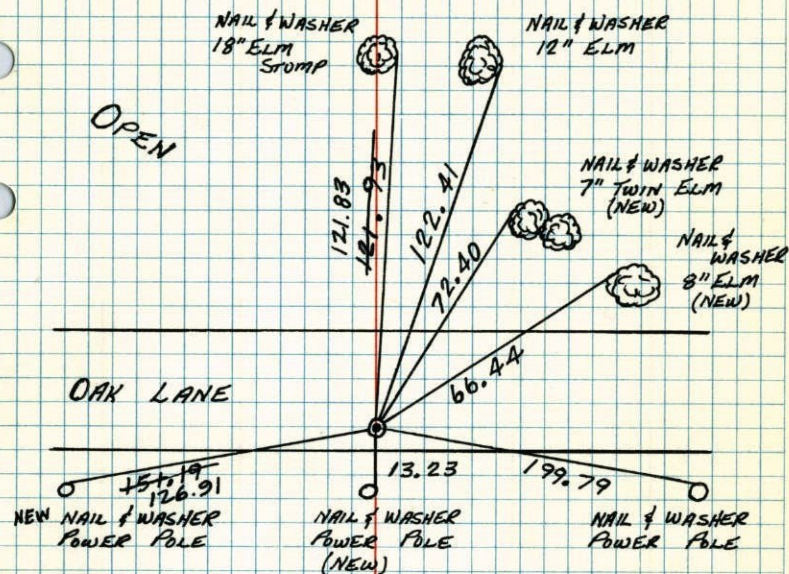 NAIL & WASHER
18" ELM
STOMP
NAIL & WASHER
12" ELM
OPEN
NAIL & WASHER
7" TWIN ELM
(NEW)
NAIL &
WASHER
8" ELM
(NEW)
121.83
121.93
122.41
72.40
66.44
OAK LANE
151.19
126.91
13.23
199.79
NEW NAIL & WASHER
POWER POLE
NAIL & WASHER
POWER POLE
(NEW)
NAIL & WASHER
POWER POLE